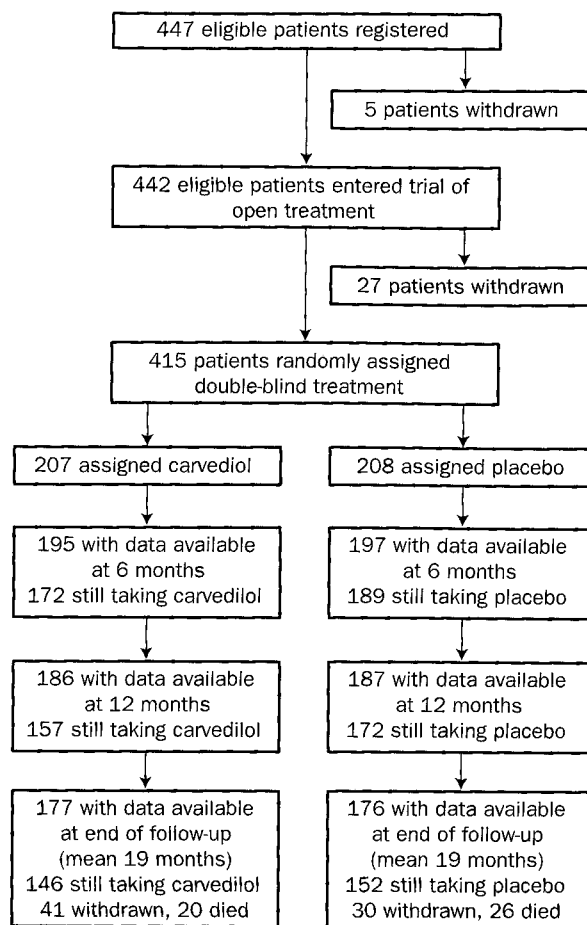 447 eligible patients registered
5 patients withdrawn
442 eligible patients entered trial of
open treatment
27 patients withdrawn
415 patients randomly assigned
double-blind treatment
207 assigned carvediol
208 assigned placebo
195 with data available
at 6 months
172 still taking carvedilol
197 with data available
at 6 months
189 still taking placebo
186 with data available
at 12 months
157 still taking carvedilol
187 with data available
at 12 months
172 still taking placebo
177 with data available
at end of follow-up
(mean 19 months)
146 still taking carvedilol
41 withdrawn, 20 died
176 with data available
at end of follow-up
(mean 19 months)
152 still taking placebo
30 withdrawn, 26 died